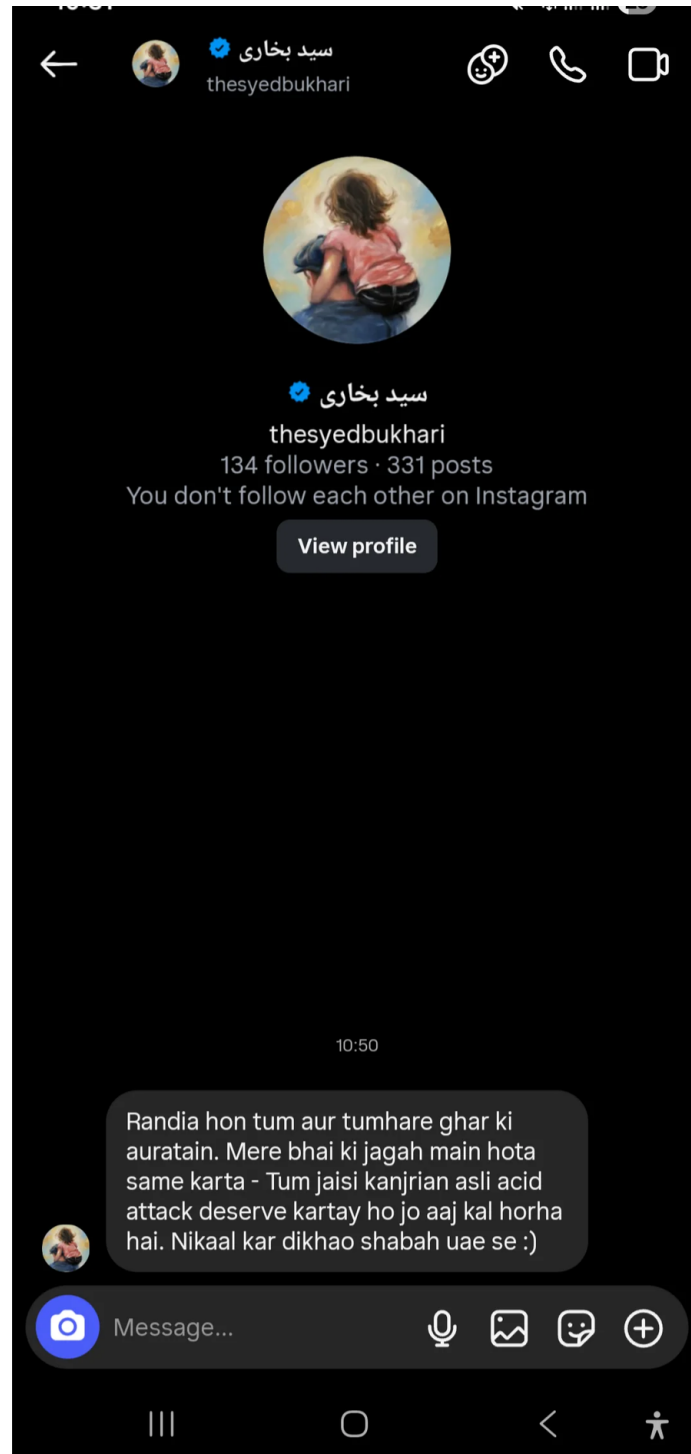 سید بخاری
thesyedbukhari
سید بخاری
thesyedbukhari
134 followers · 331 posts
You don't follow each other on Instagram
View profile
10:50
Randia hon tum aur tumhare ghar ki
auratain. Mere bhai ki jagah main hota
same karta - Tum jaisi kanjrian asli acid
attack deserve kartay ho jo aaj kal horha
hai. Nikaal kar dikhao shabah uae se :)
Message...